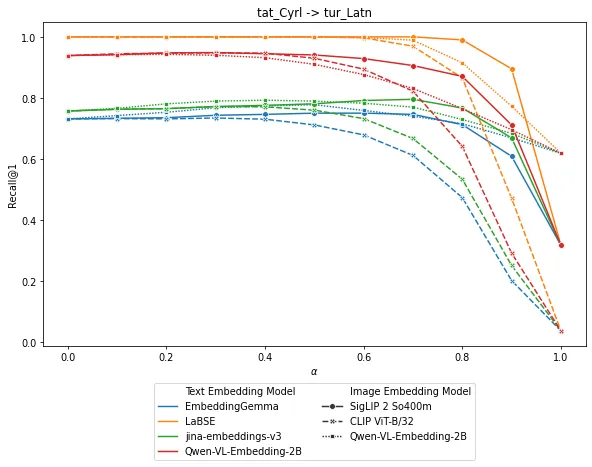 tat_Cyrl -> tur_Latn
1.0
0.8
0.6
0.4
0.2
0.0
Recall@1
0.0 0.2 0.4 0.6 0.8 1.0
α
Text Embedding Model Image Embedding Model
EmbeddingGemma SigLIP 2 So400m
LaBSE CLIP ViT-B/32
jina-embeddings-v3 Qwen-VL-Embedding-2B
Qwen-VL-Embedding-2B